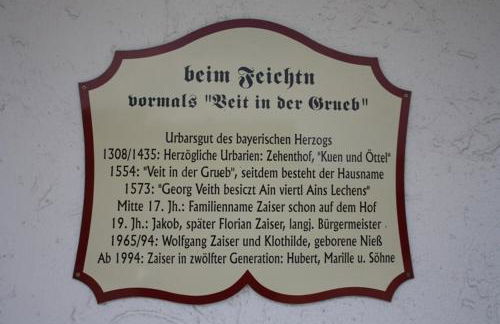 beim Feichtn
vormals "Veit in der Grueb"
Urbarsgut des bayerischen Herzogs
1308/1435: Herzögliche Urbarien: Zehenthof, "Kuen und Öttel"
1554: "Veit in der Grueb", seitdem besteht der Hausname
1573: "Georg Veith besiczt Ain viertl Ains Lechens"
Mitte 17. Jh.: Familienname Zaiser schon auf dem Hof
19. Jh.: Jakob, später Florian Zaiser, langj. Bürgermeister
1965/94: Wolfgang Zaiser und Klothilde, geborene Nieß
Ab 1994: Zaiser in zwölfter Generation: Hubert, Marille u. Söhne